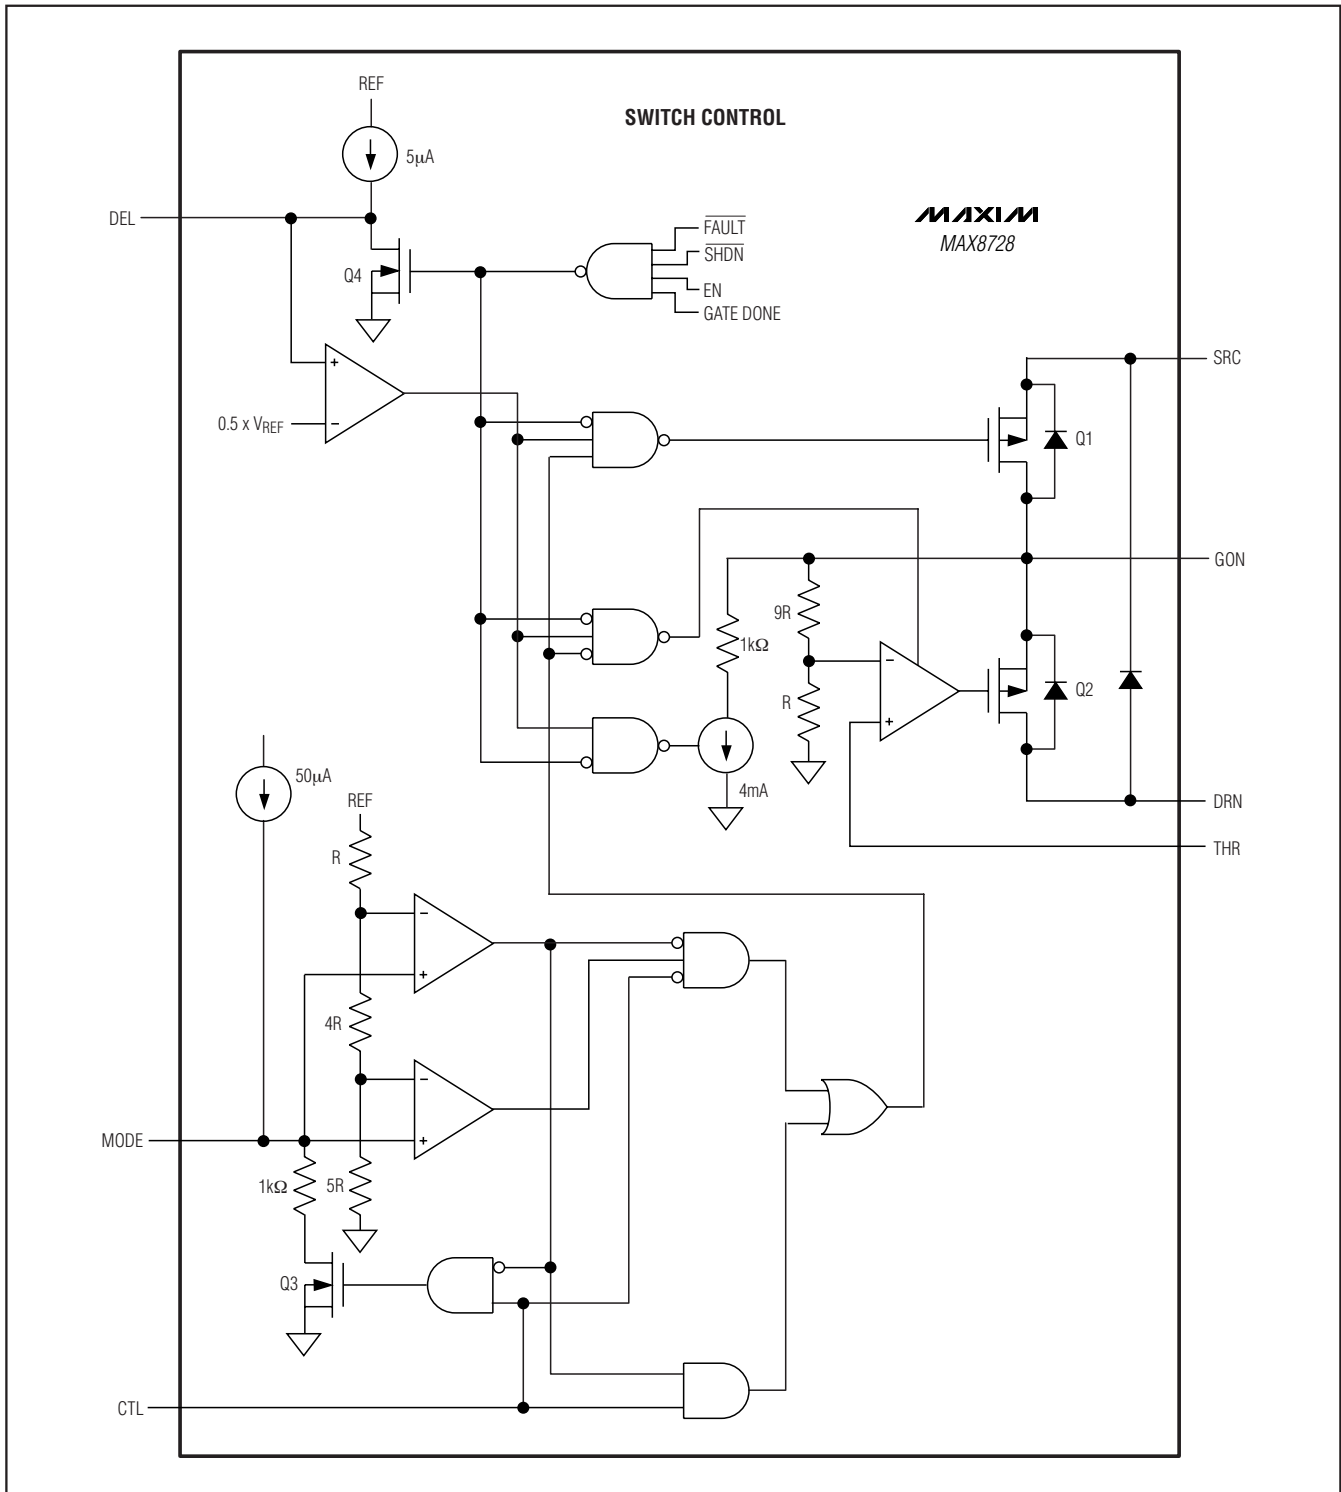 REF
SWITCH CONTROL
5μA
DEL
MAXIM
MAX8728
FAULT
SHDN
EN
GATE DONE
Q4
+
0.5 x VREF
−
SRC
Q1
GON
9R
1kΩ
−
R
+
Q2
4mA
DRN
THR
50μA
REF
R
−
+
4R
−
+
MODE
1kΩ
5R
Q3
CTL